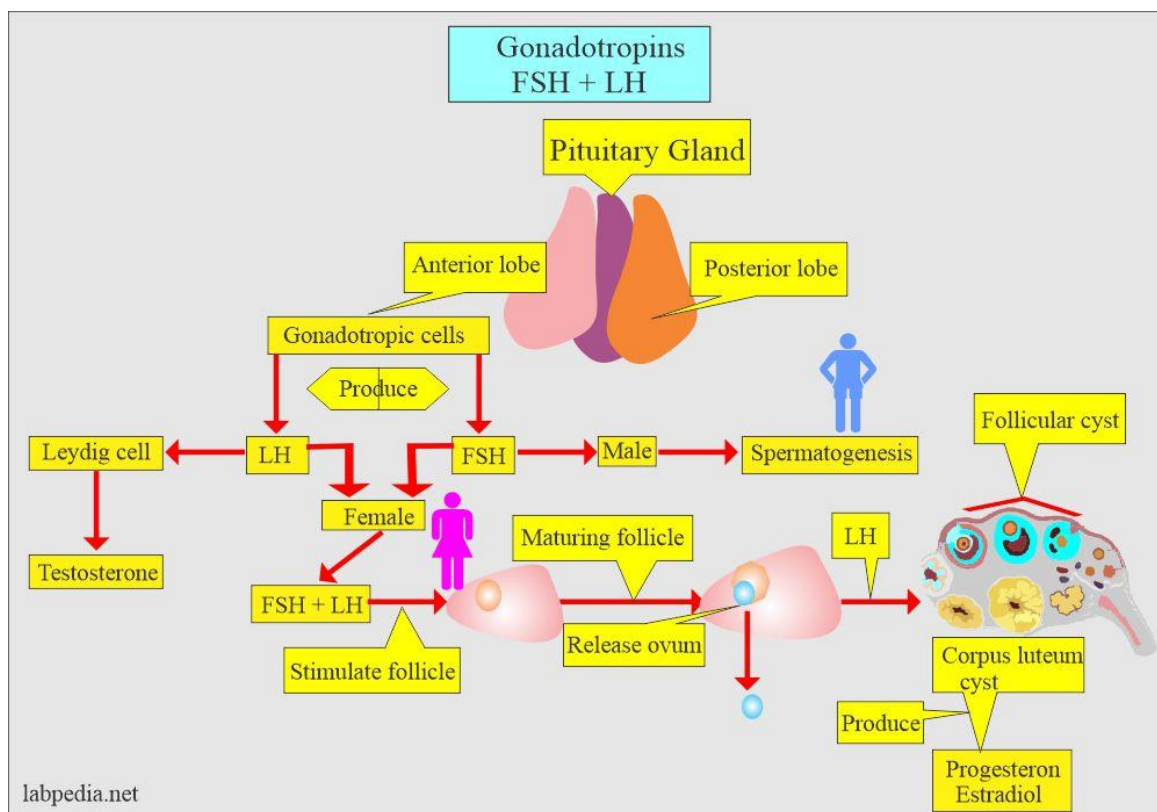 Gonadotropins
FSH + LH
Pituitary Gland
Anterior lobe
Posterior lobe
Gonadotropic cells
Produce
Follicular cyst
Leydig cell
LH
FSH
Male
Spermatogenesis
Female
Maturing follicle
LH
Testosterone
FSH + LH
Release ovum
Stimulate follicle
Corpus luteum
cyst
Produce
Progesteron
Estradiol
labpedia.net